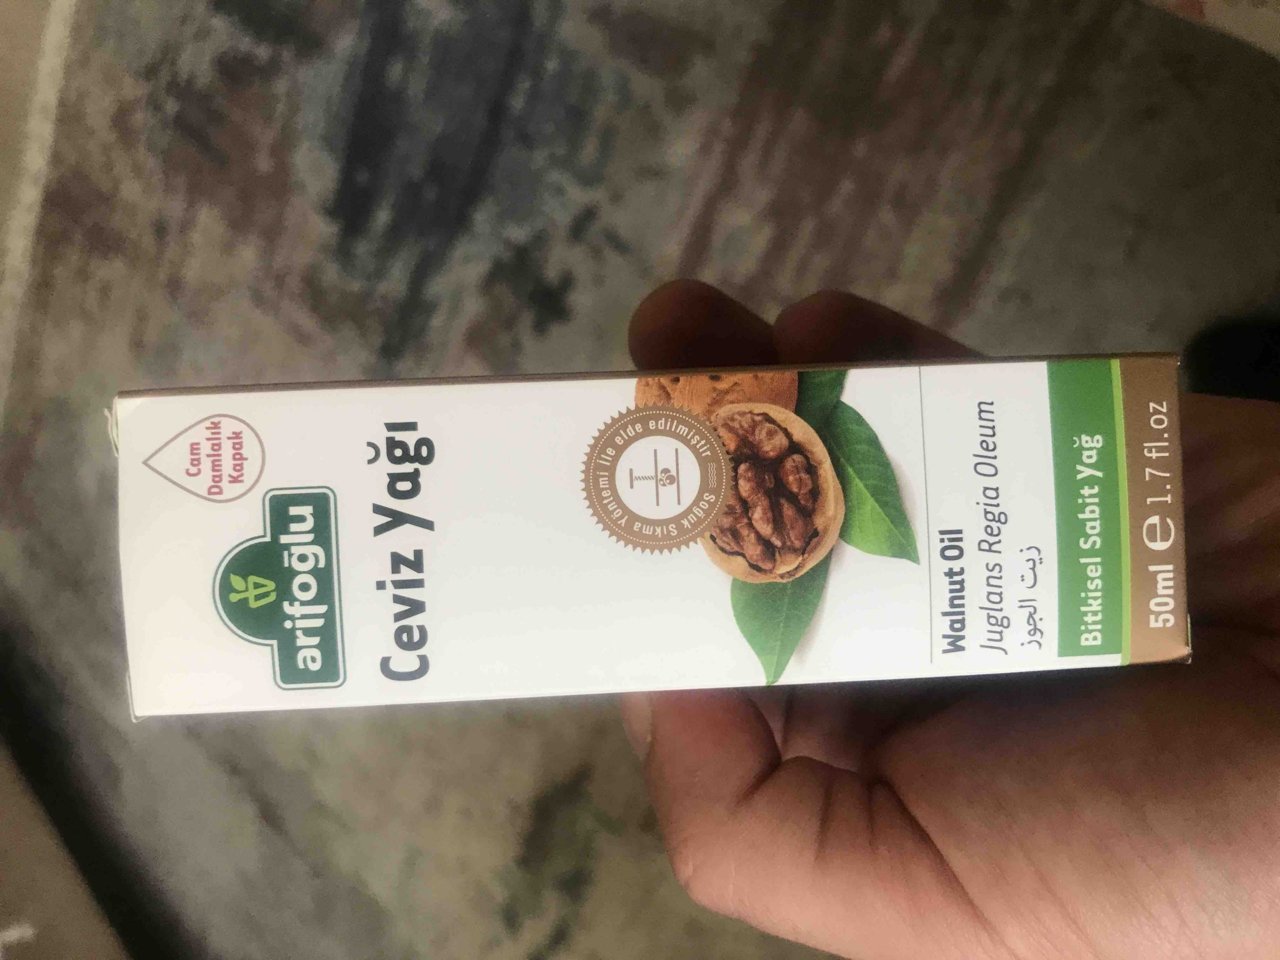 Cam
Damlalık
Kapak
arifoğlu
Ceviz Yağı
Soğuk Sıkma Yöntemi ile elde edilmiştir
Walnut Oil
Juglans Regia Oleum
زيت الجوز
Bitkisel Sabit Yağ
50ml e 1.7 fl.oz